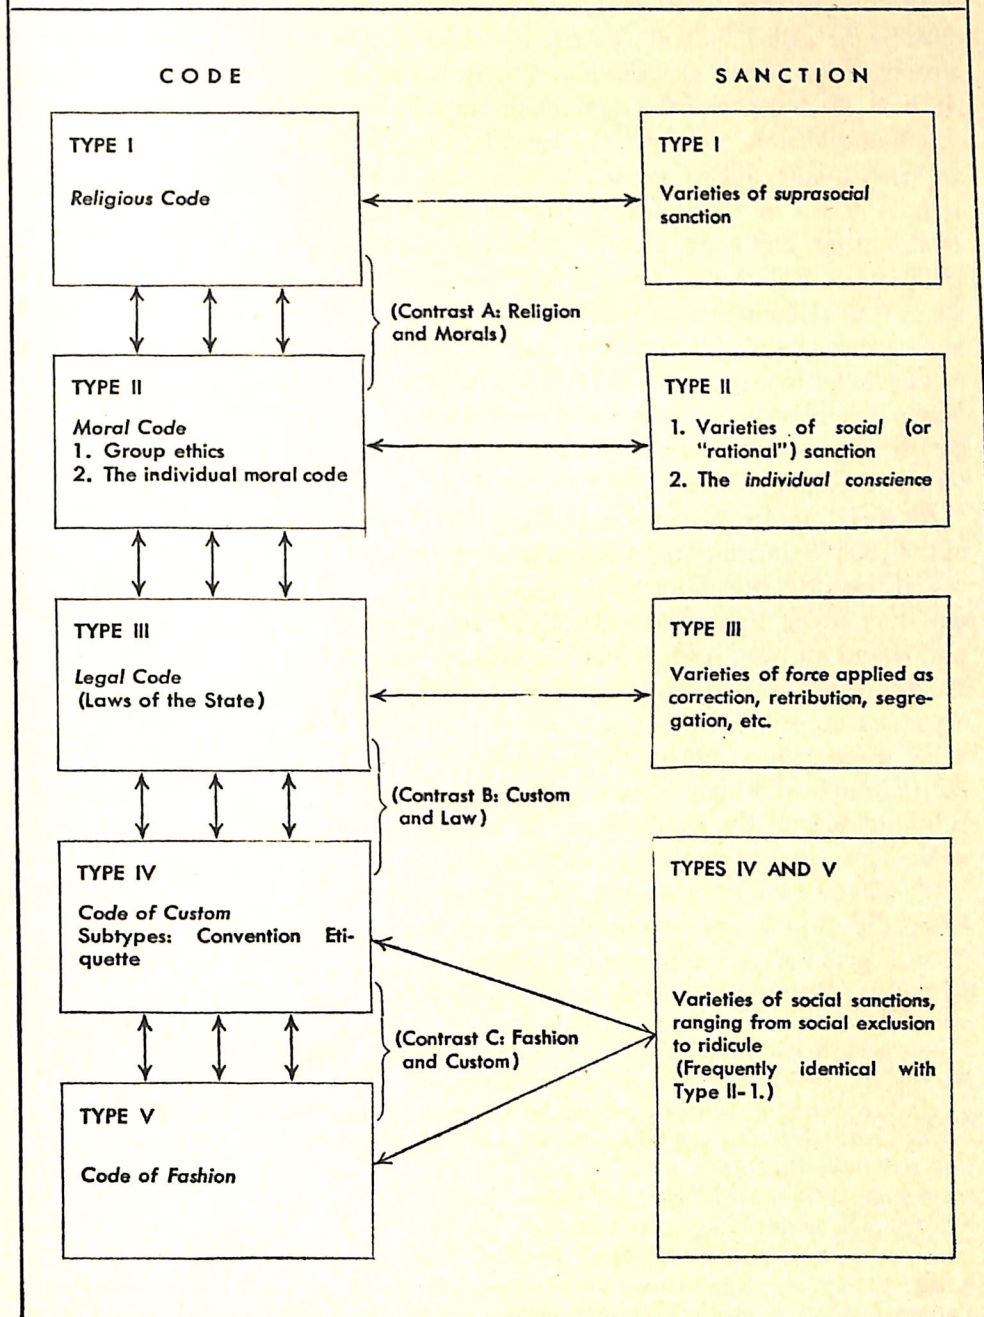 CODE
SANCTION
TYPE I
Religious Code
TYPE I
Varieties of suprasocial
sanction
(Contrast A: Religion
and Morals)
TYPE II
Moral Code
1. Group ethics
2. The individual moral code
TYPE II
1. Varieties of social (or
"rational") sanction
2. The individual conscience
TYPE III
Legal Code
(Laws of the State)
TYPE III
Varieties of force applied as
correction, retribution, segre-
gation, etc.
(Contrast B: Custom
and Law)
TYPE IV
Code of Custom
Subtypes: Convention Eti-
quette
TYPES IV AND V
Varieties of social sanctions,
ranging from social exclusion
to ridicule
(Frequently identical with
Type II-1.)
(Contrast C: Fashion
and Custom)
TYPE V
Code of Fashion